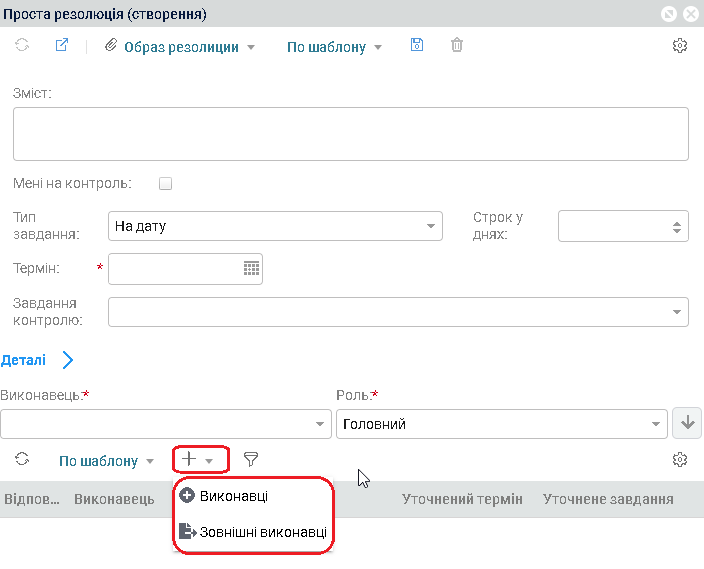 Проста резолюція (створення)
Образ резолиции По шаблону
Зміст:
Мені на контроль:
Тип завдання: На дату Строк у днях:
Термін: *
Завдання контролю:
Деталі
Виконавець:* Роль:*
Головний
По шаблону
Відпов... Виконавець Уточнений термін Уточнене завдання
Виконавці
Зовнішні виконавці